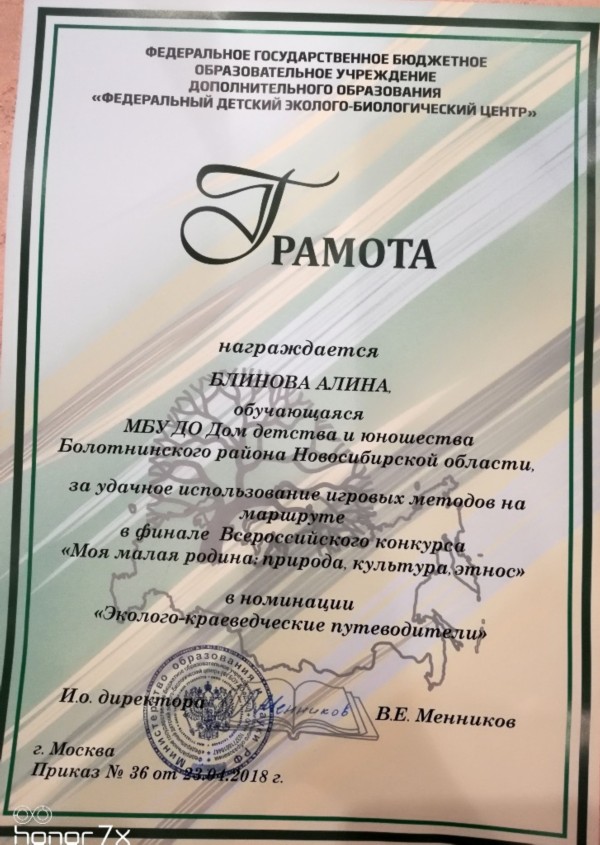 ФЕДЕРАЛЬНОЕ ГОСУДАРСТВЕННОЕ БЮДЖЕТНОЕ
ОБРАЗОВАТЕЛЬНОЕ УЧРЕЖДЕНИЕ
ДОПОЛНИТЕЛЬНОГО ОБРАЗОВАНИЯ
«ФЕДЕРАЛЬНЫЙ ДЕТСКИЙ ЭКОЛОГО-БИОЛОГИЧЕСКИЙ ЦЕНТР»
ГРАМОТА
награждается
БЛИНОВА АЛИНА,
обучающаяся
МБУ ДО Дом детства и юношества
Болотнинского района Новосибирской области,
за удачное использование игровых методов на
маршруте
в финале Всероссийского конкурса
«Моя малая родина: природа, культура, этнос»
в номинации
«Эколого-краеведческие путеводители»
И.о. директора Менников В.Е. Менников
Министерство образования
г. Москва
Приказ № 36 от 23.04.2018 г.
honor 7x